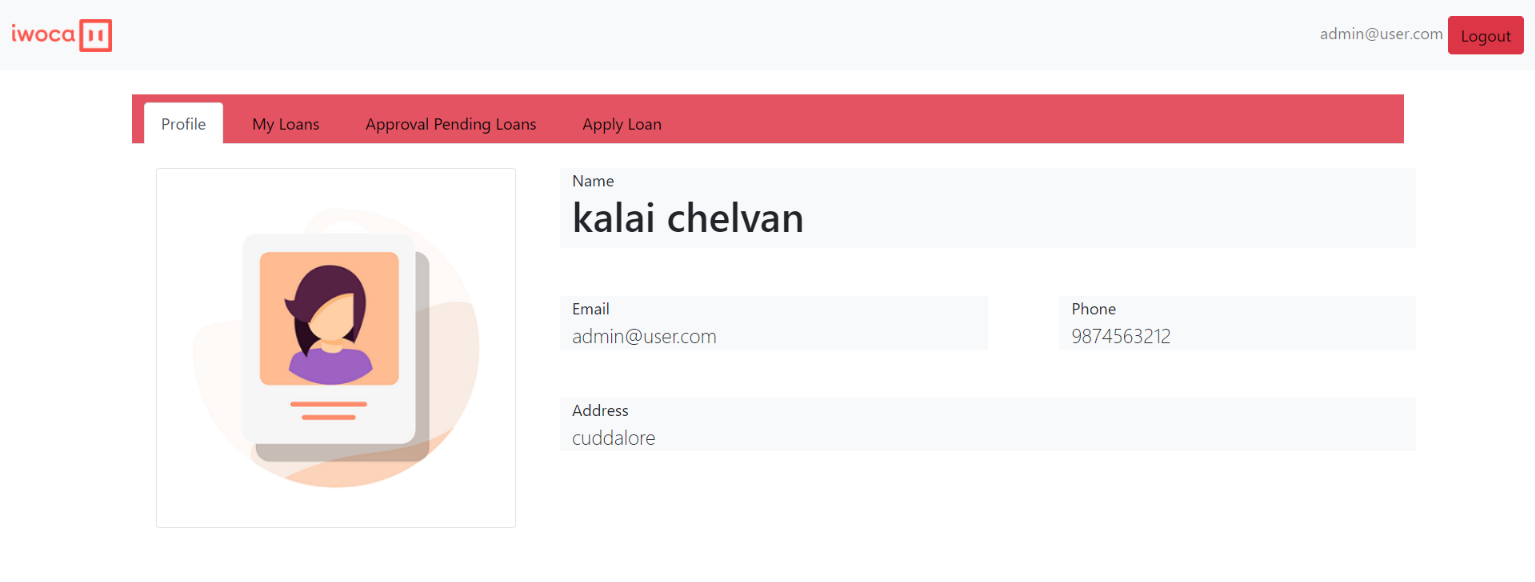 iwoca
admin@user.com Logout
Profile My Loans Approval Pending Loans Apply Loan
Name
kalai chelvan
Email
admin@user.com
Phone
9874563212
Address
cuddalore